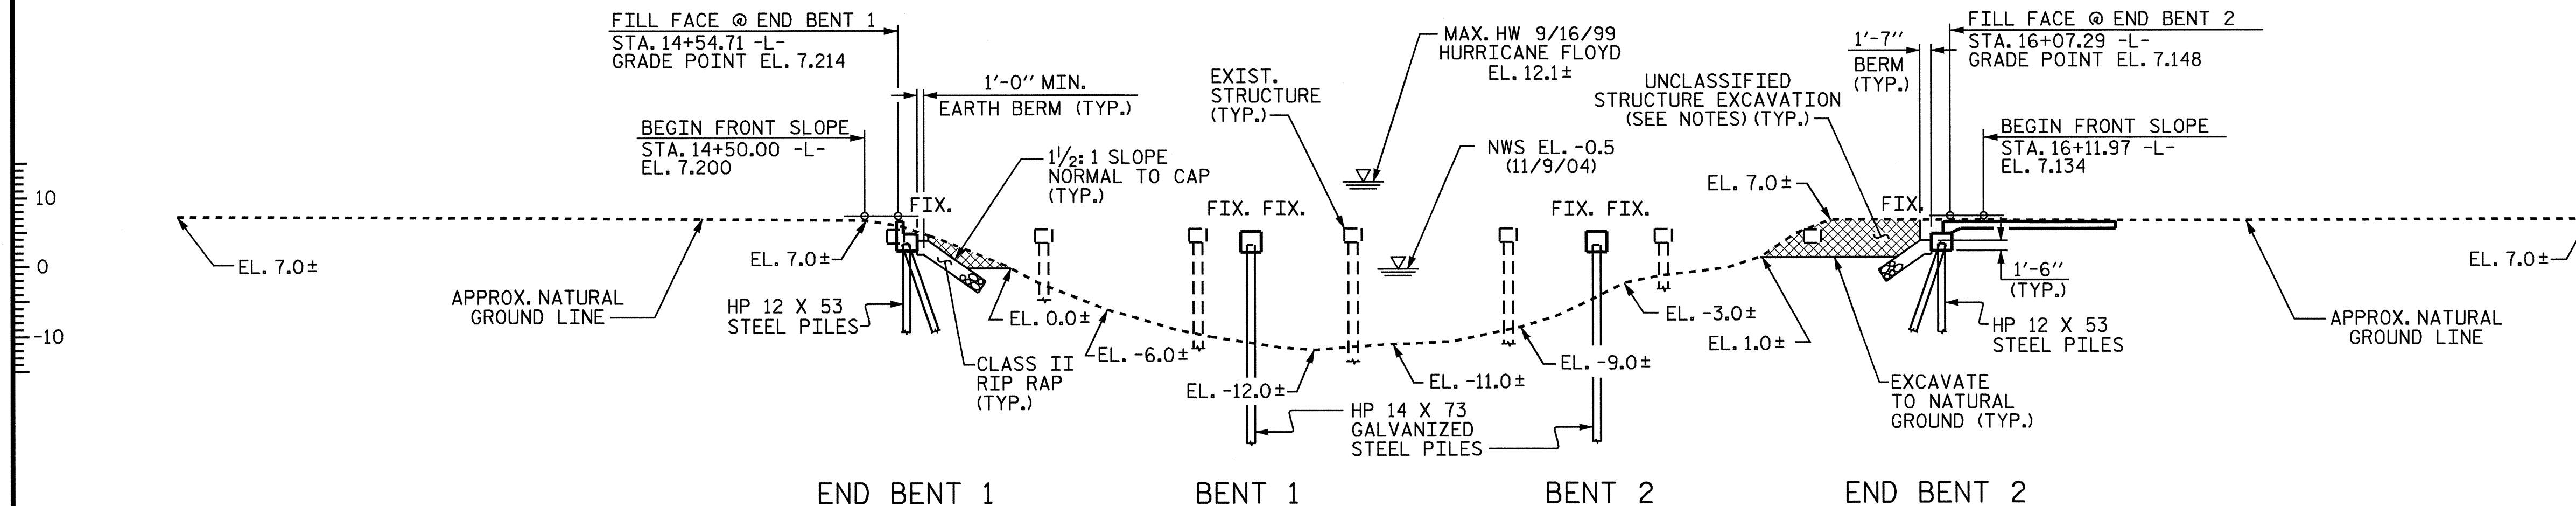 FILL FACE @ END BENT 1
STA. 14+54.71 -L-
GRADE POINT EL. 7.214
1'-0" MIN.
EARTH BERM (TYP.)
BEGIN FRONT SLOPE
STA. 14+50.00 -L-
EL. 7.200
1½:1 SLOPE
NORMAL TO CAP
(TYP.)
EXIST.
STRUCTURE
(TYP.)
MAX. HW 9/16/99
HURRICANE FLOYD
EL. 12.1±
NWS EL. -0.5
(11/9/04)
UNCLASSIFIED
STRUCTURE EXCAVATION
(SEE NOTES) (TYP.)
1'-7"
BERM
(TYP.)
FILL FACE @ END BENT 2
STA. 16+07.29 -L-
GRADE POINT EL. 7.148
BEGIN FRONT SLOPE
STA. 16+11.97 -L-
EL. 7.134
10
0
-10
FIX.
FIX. FIX.
FIX. FIX.
EL. 7.0±
FIX.
EL. 7.0±
EL. 7.0±
EL. 7.0±
APPROX. NATURAL
GROUND LINE
HP 12 X 53
STEEL PILES
EL. 0.0±
EL. -6.0±
CLASS II
RIP RAP
(TYP.)
EL. -12.0±
EL. -11.0±
EL. -9.0±
EL. -3.0±
EL. 1.0±
1'-6"
(TYP.)
HP 12 X 53
STEEL PILES
APPROX. NATURAL
GROUND LINE
HP 14 X 73
GALVANIZED
STEEL PILES
EXCAVATE
TO NATURAL
GROUND (TYP.)
END BENT 1
BENT 1
BENT 2
END BENT 2